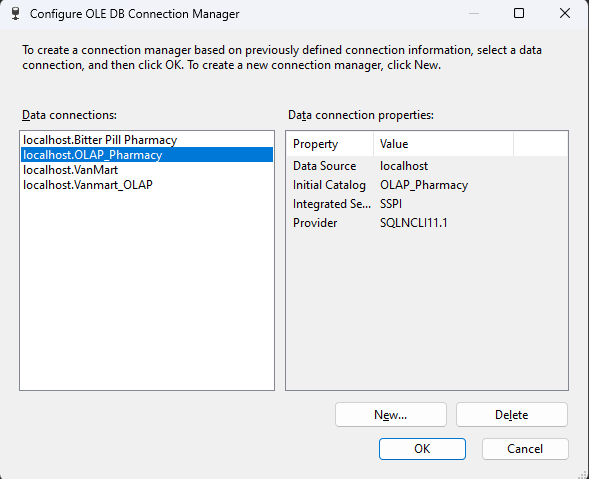 Configure OLE DB Connection Manager
To create a connection manager based on previously defined connection information, select a data
connection, and then click OK. To create a new connection manager, click New.
Data connections:
localhost.Bitter Pill Pharmacy
localhost.OLAP_Pharmacy
localhost.VanMart
localhost.Vanmart_OLAP
Data connection properties:
Property Value
Data Source localhost
Initial Catalog OLAP_Pharmacy
Integrated Se... SSPI
Provider SQLNCLI11.1
New... Delete
OK Cancel